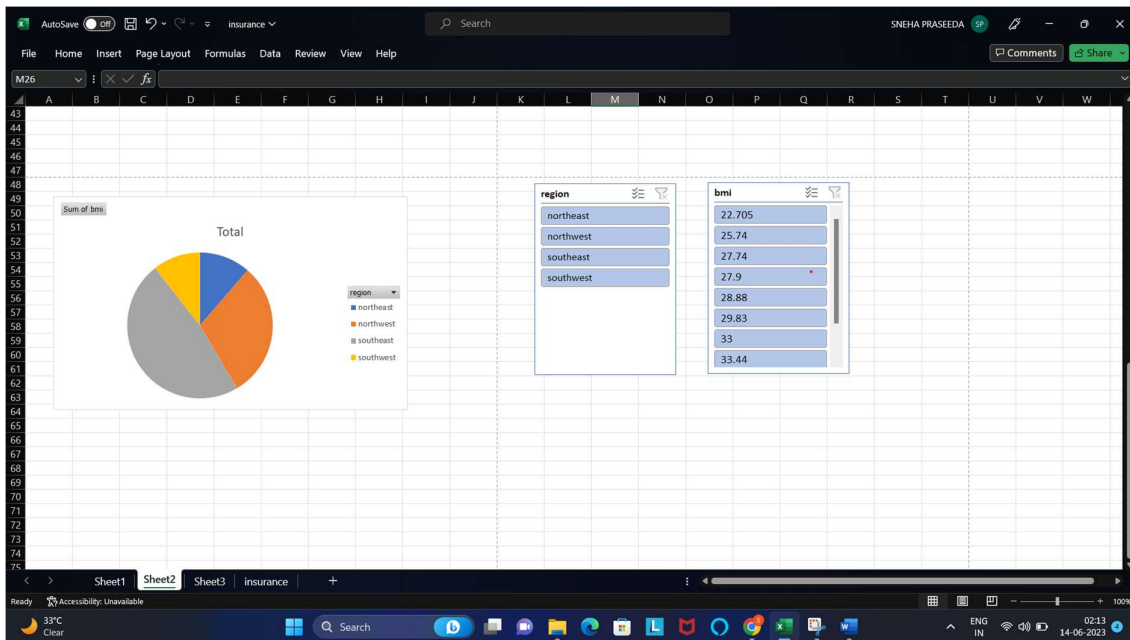 AutoSave Off insurance Search SNEHA PRASEEDA SP
File Home Insert Page Layout Formulas Data Review View Help Comments Share
M26 fx
A B C D E F G H I J K L M N O P Q R S T U V W
43
44
45
46
47
48
49
50
51
52
53
54
55
56
57
58
59
60
61
62
63
64
65
66
67
68
69
70
71
72
73
74
75
Sum of bmi
Total
region
northeast
northwest
southeast
southwest
region
northeast
northwest
southeast
southwest
bmi
22.705
25.74
27.74
27.9
28.88
29.83
33
33.44
Sheet1 Sheet2 Sheet3 insurance +
Ready Accessibility: Unavailable 100%
33°C
Clear
Search
ENG
IN
02:13
14-06-2023
4